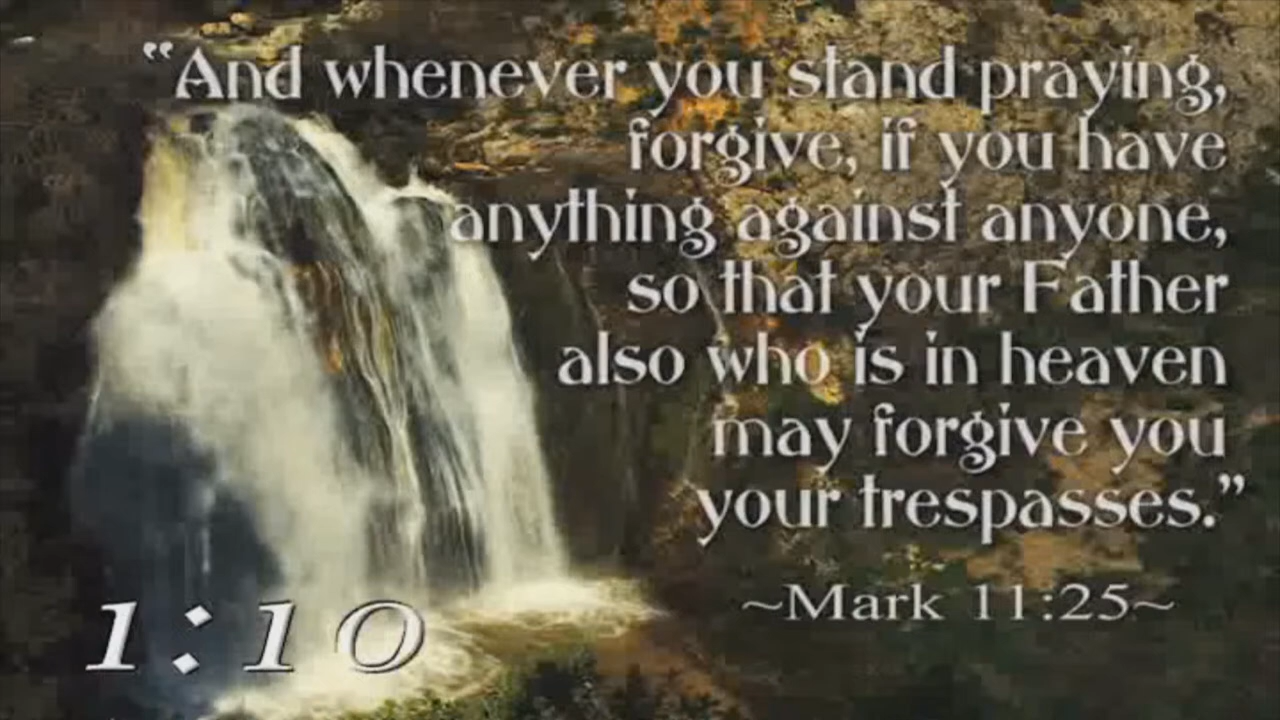 “And whenever you stand praying,
forgive, if you have
anything against anyone,
so that your Father
also who is in heaven
may forgive you
your trespasses.”
~Mark 11:25~
1:10